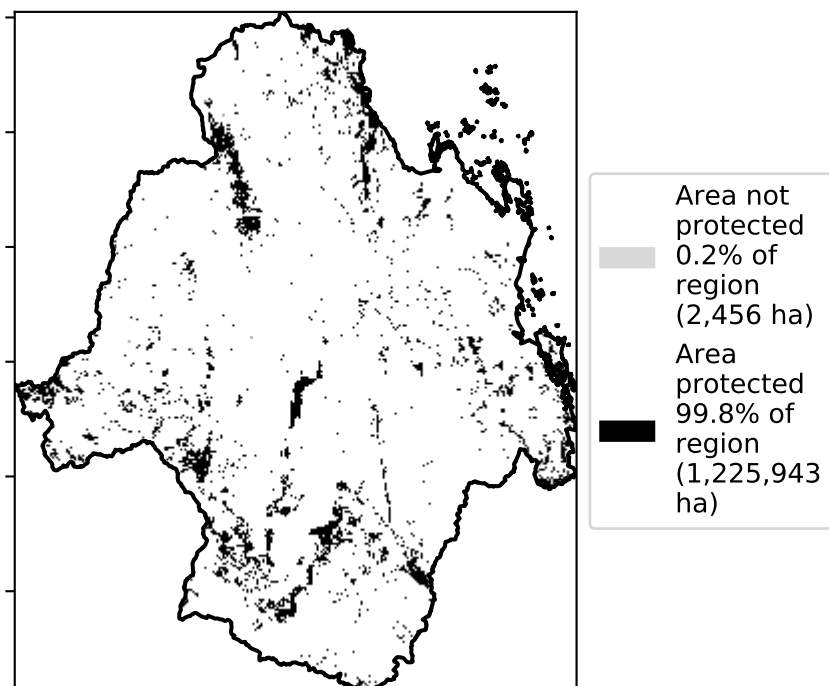 Area not
protected
0.2% of
region
(2,456 ha)
Area
protected
99.8% of
region
(1,225,943
ha)